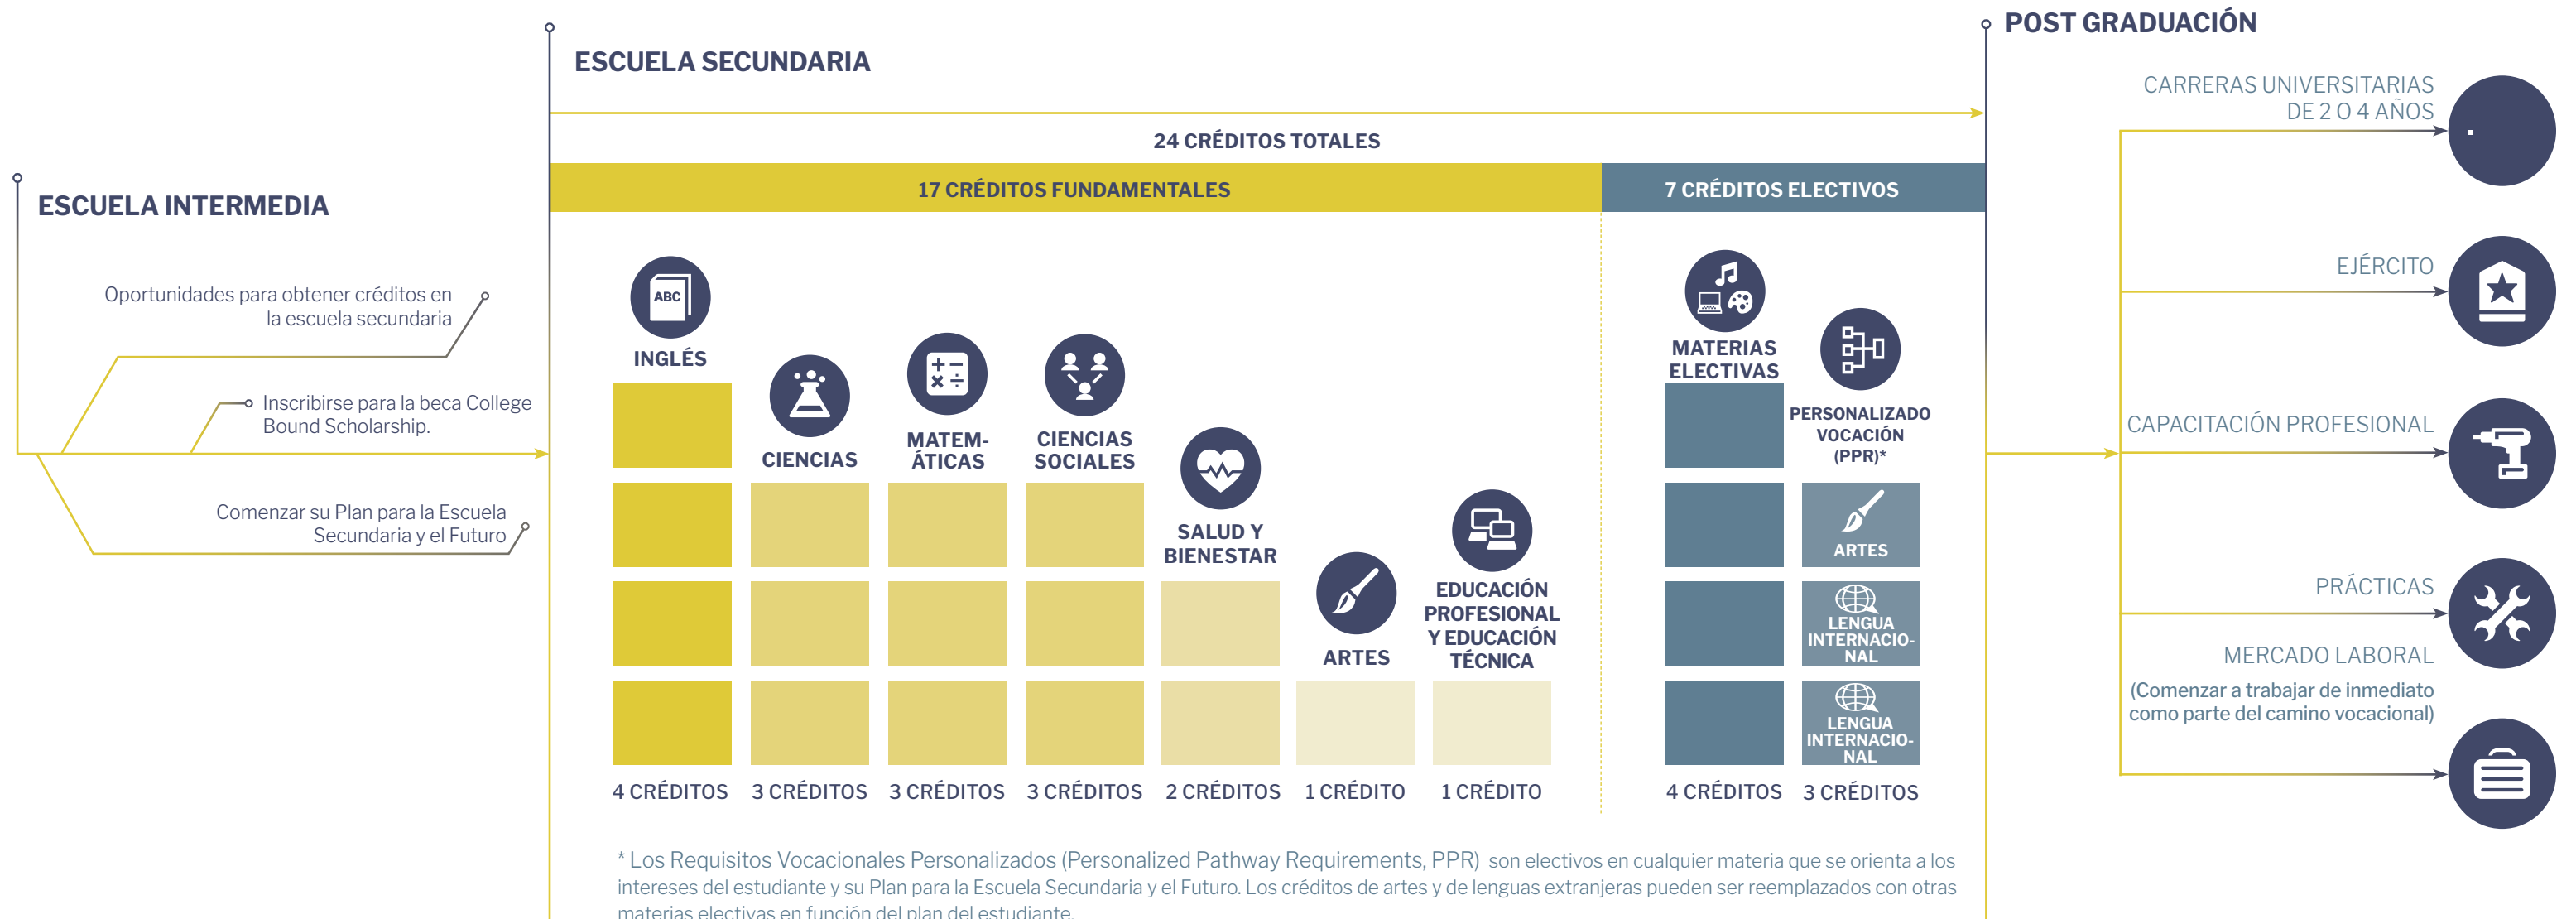 ESCUELA INTERMEDIA
Oportunidades para obtener créditos en
la escuela secundaria
Inscribirse para la beca College
Bound Scholarship.
Comenzar su Plan para la Escuela
Secundaria y el Futuro
ESCUELA SECUNDARIA
24 CRÉDITOS TOTALES
17 CRÉDITOS FUNDAMENTALES
7 CRÉDITOS ELECTIVOS
ABC
INGLÉS
4 CRÉDITOS
CIENCIAS
3 CRÉDITOS
MATEM-
ÁTICAS
3 CRÉDITOS
CIENCIAS
SOCIALES
3 CRÉDITOS
SALUD Y
BIENESTAR
2 CRÉDITOS
ARTES
1 CRÉDITO
EDUCACIÓN
PROFESIONAL
Y EDUCACIÓN
TÉCNICA
1 CRÉDITO
MATERIAS
ELECTIVAS
4 CRÉDITOS
PERSONALIZADO
VOCACIÓN
(PPR)*
ARTES
LENGUA
INTERNACIO-
NAL
LENGUA
INTERNACIO-
NAL
3 CRÉDITOS
* Los Requisitos Vocacionales Personalizados (Personalized Pathway Requirements, PPR) son electivos en cualquier materia que se orienta a los
intereses del estudiante y su Plan para la Escuela Secundaria y el Futuro. Los créditos de artes y de lenguas extranjeras pueden ser reemplazados con otras
materias electivas en función del plan del estudiante.
POST GRADUACIÓN
CARRERAS UNIVERSITARIAS
DE 2 O 4 AÑOS
EJÉRCITO
CAPACITACIÓN PROFESIONAL
PRÁCTICAS
MERCADO LABORAL
(Comenzar a trabajar de inmediato
como parte del camino vocacional)